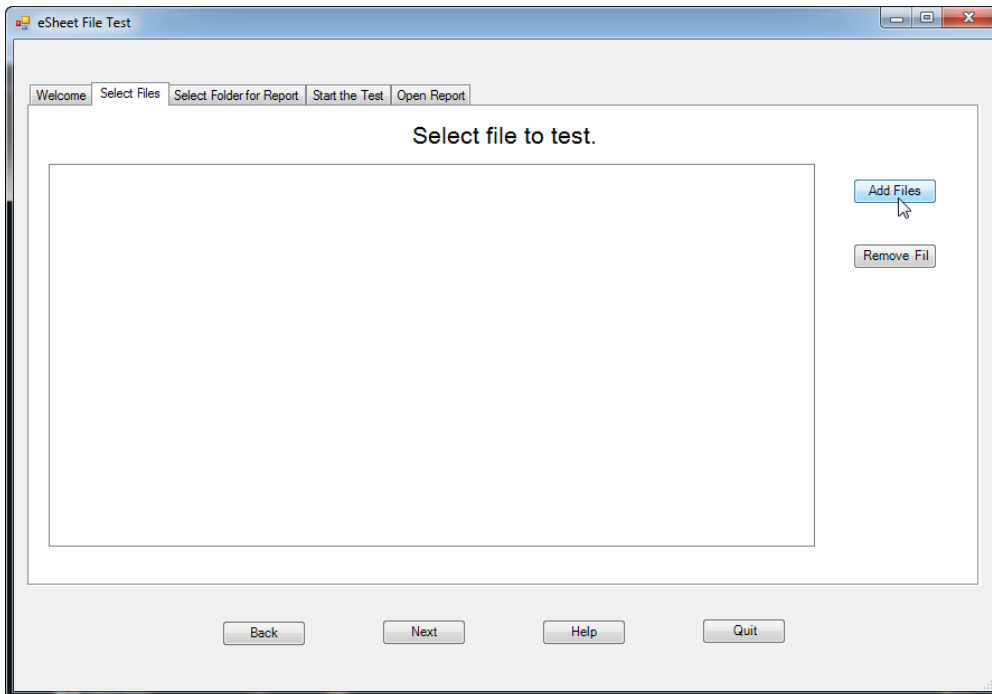 eSheet File Test
Welcome Select Files Select Folder for Report Start the Test Open Report
Select file to test.
Add Files
Remove Fil
Back Next Help Quit